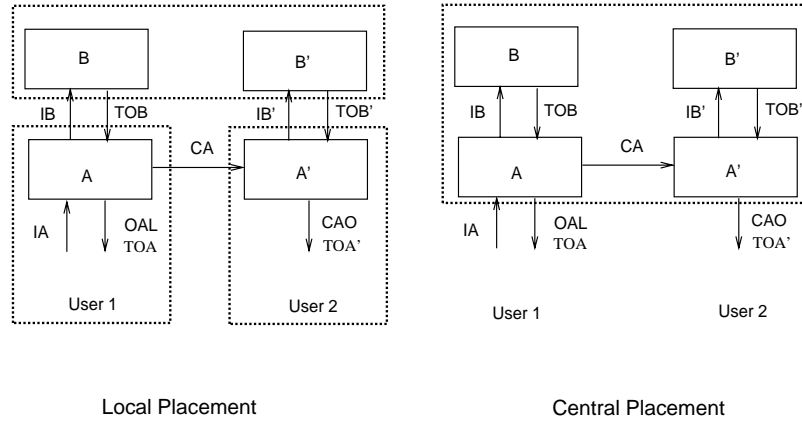 B
B'
IB
TOB
IB'
TOB'
A
CA
A'
IA
OAL
TOA
CAO
TOA'
User 1
User 2
Local Placement
B
B'
IB
TOB
IB'
TOB'
A
CA
A'
IA
OAL
TOA
CAO
TOA'
User 1
User 2
Central Placement